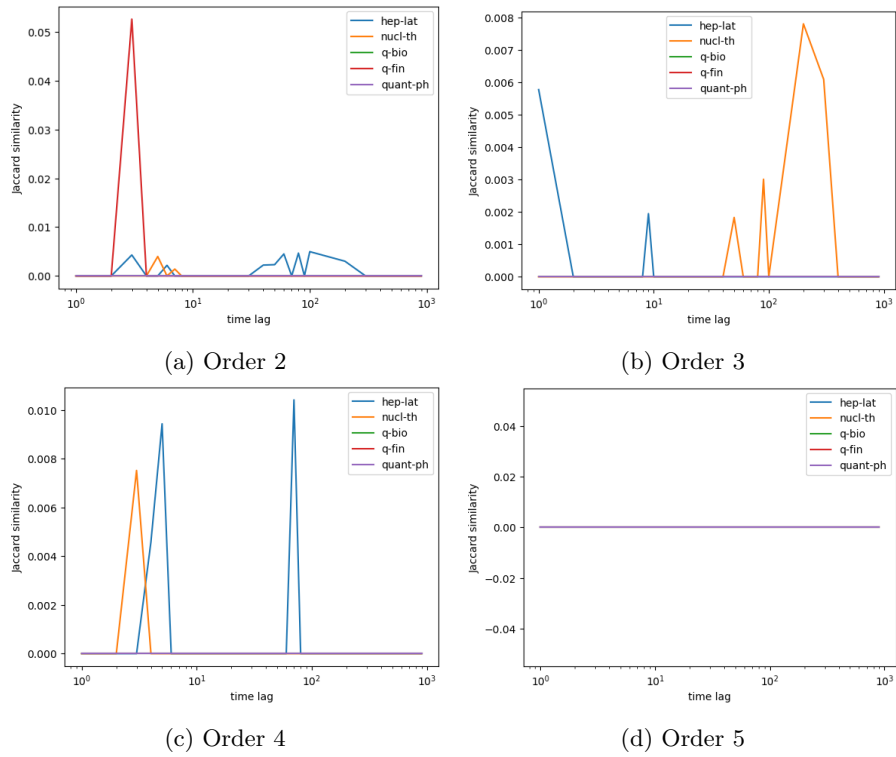 0.05
0.04
0.03
0.02
0.01
0.00
Jaccard similarity
10⁰
10¹
10²
10³
time lag
hep-lat
nucl-th
q-bio
q-fin
quant-ph
(a) Order 2
0.008
0.007
0.006
0.005
0.004
0.003
0.002
0.001
0.000
Jaccard similarity
10⁰
10¹
10²
10³
time lag
hep-lat
nucl-th
q-bio
q-fin
quant-ph
(b) Order 3
0.010
0.008
0.006
0.004
0.002
0.000
Jaccard similarity
10⁰
10¹
10²
10³
time lag
hep-lat
nucl-th
q-bio
q-fin
quant-ph
(c) Order 4
0.04
0.02
0.00
−0.02
−0.04
Jaccard similarity
10⁰
10¹
10²
10³
time lag
hep-lat
nucl-th
q-bio
q-fin
quant-ph
(d) Order 5